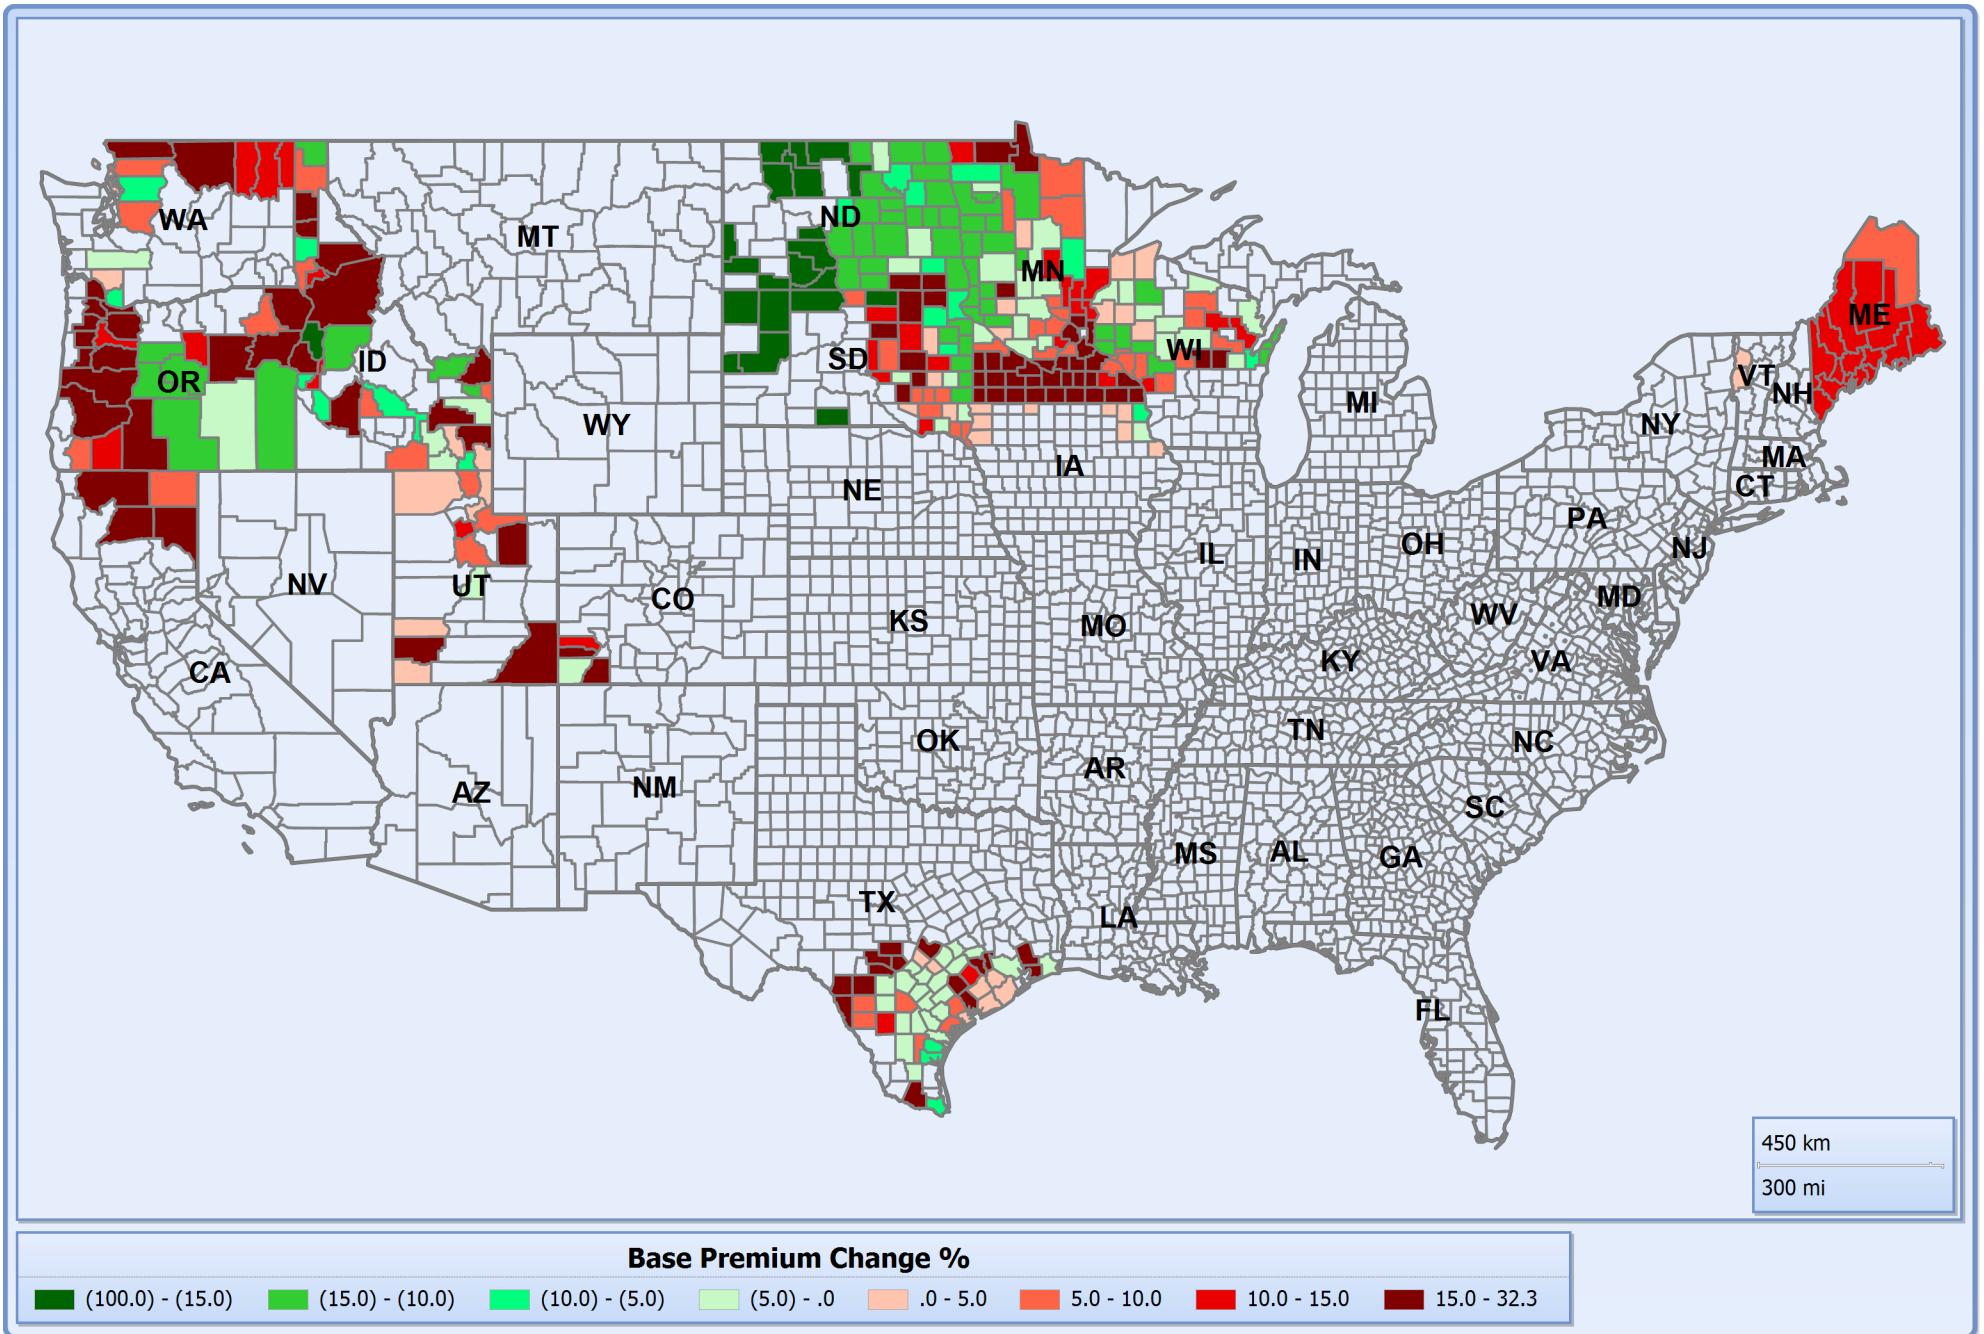 WA
MT
ND
MN
ME
SD
WI
ID
OR
VT
NH
MI
NY
WY
MA
IA
CT
NE
PA
OH
NJ
IL
IN
NV
UT
CO
MD
WV
KS
MO
VA
KY
CA
TN
NC
OK
AR
AZ
NM
SC
MS
AL
GA
TX
LA
FL
450 km
300 mi
Base Premium Change %
(100.0) - (15.0) (15.0) - (10.0) (10.0) - (5.0) (5.0) - .0 .0 - 5.0 5.0 - 10.0 10.0 - 15.0 15.0 - 32.3